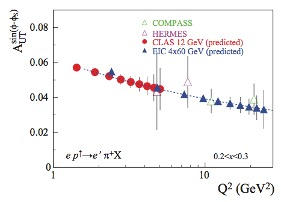 COMPASS
HERMES
CLAS 12 GeV (predicted)
EIC 4x60 GeV (predicted)
A_UT^sin(φ-φs)
0.08
0.06
0.04
0.02
0
e p↑→e' π+X
0.2<x<0.3
1 10
Q² (GeV²)